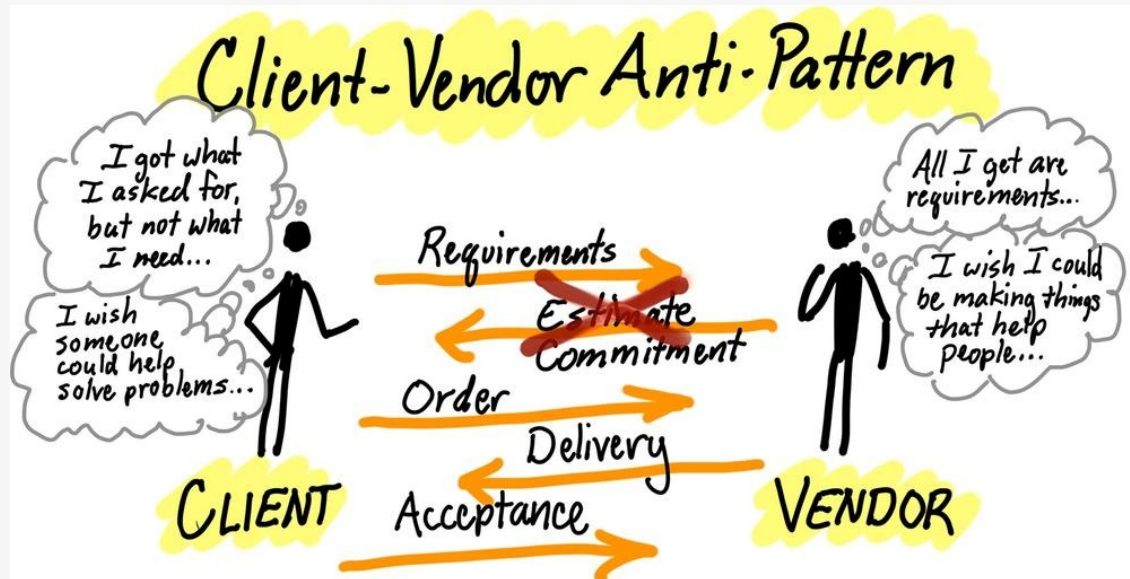 Client-Vendor Anti-Pattern
I got what
I asked for,
but not what
I need...
I wish
someone
could help
solve problems...
All I get are
requirements...
I wish I could
be making things
that help
people...
Requirements
Estimate
Commitment
Order
Delivery
Acceptance
CLIENT
VENDOR